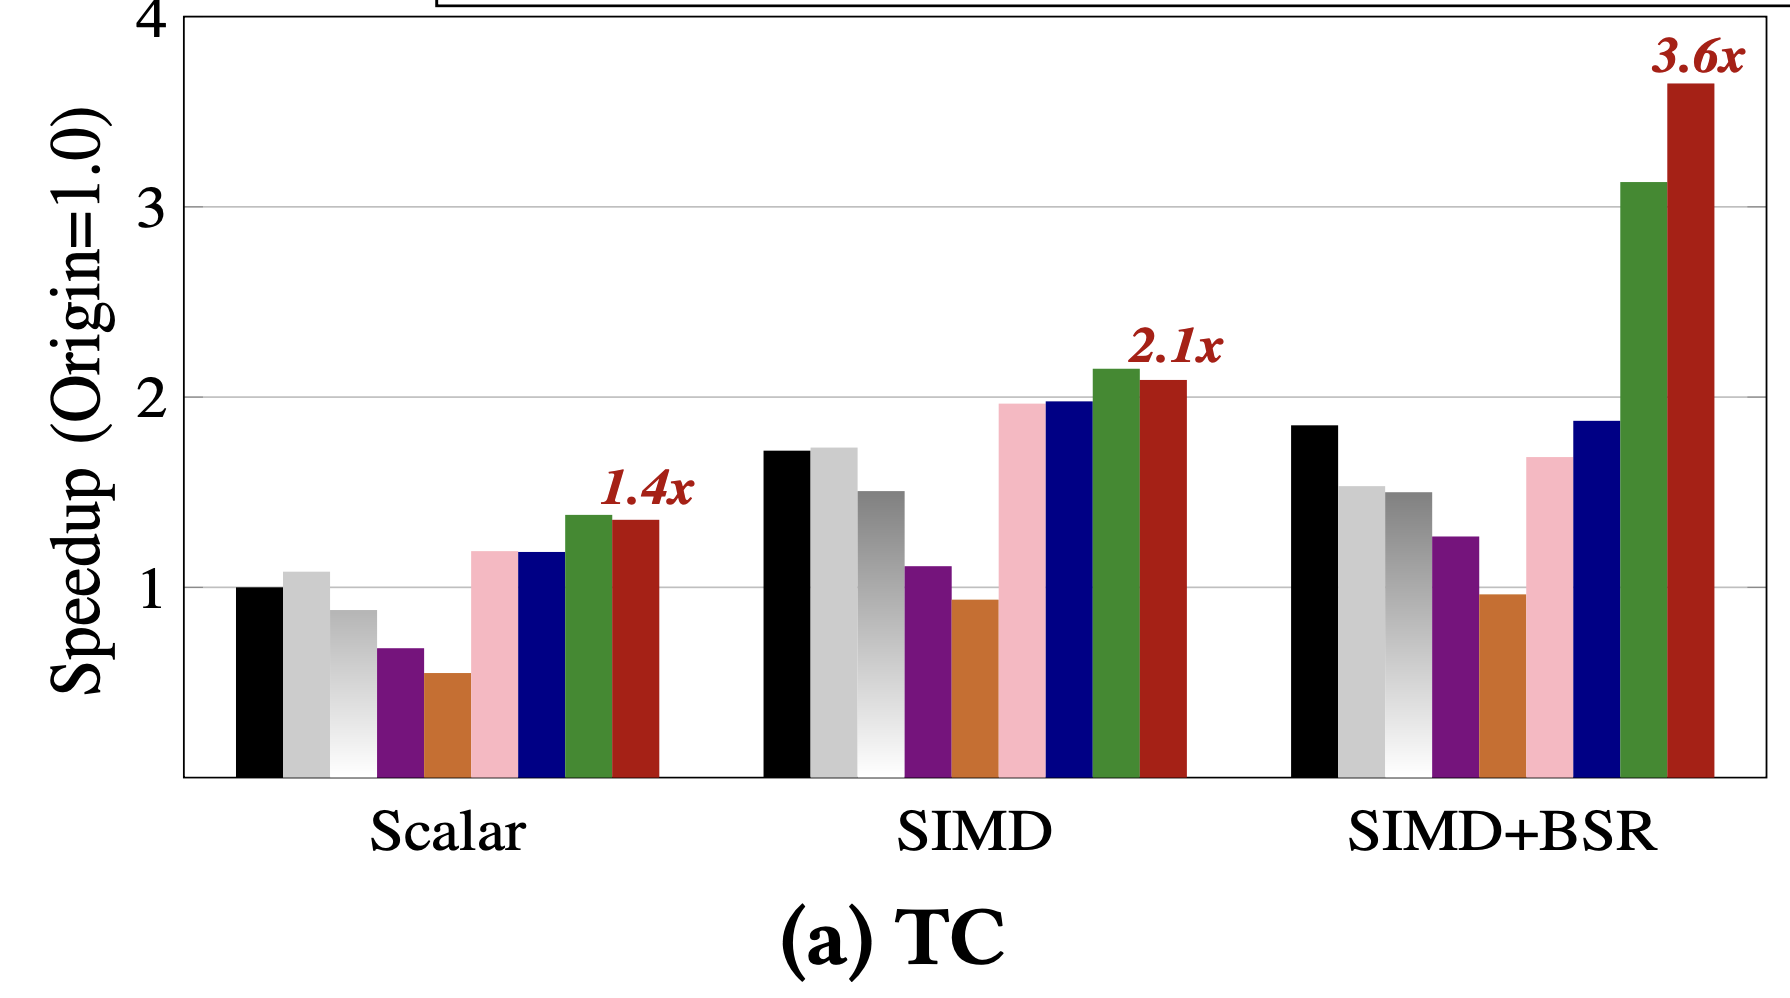 Speedup (Origin=1.0)
4
3
2
1
1.4x
2.1x
3.6x
Scalar
SIMD
SIMD+BSR
(a) TC